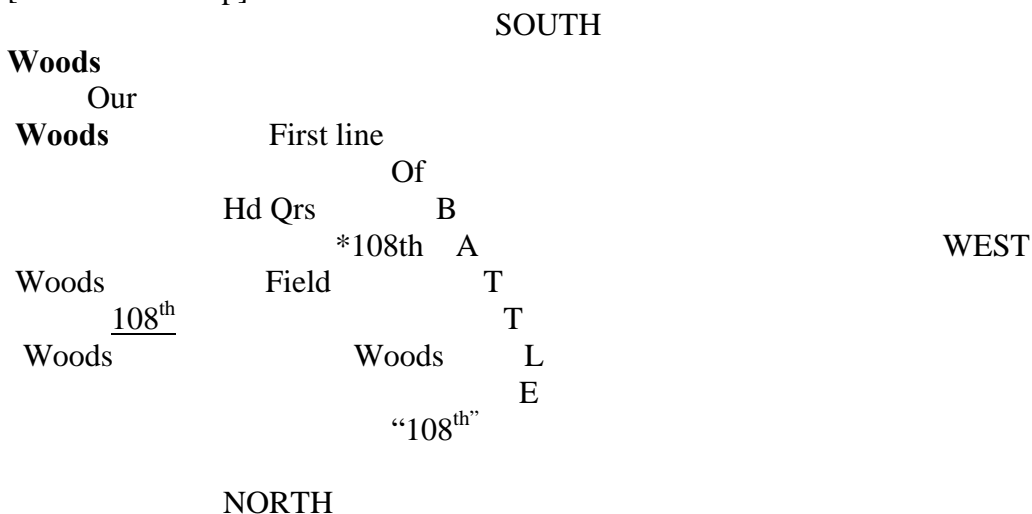 SOUTH
Woods
Our
Woods First line
Of
Hd Qrs B
*108th A WEST
Woods Field T
108th T
Woods Woods L
E
“108th”
NORTH